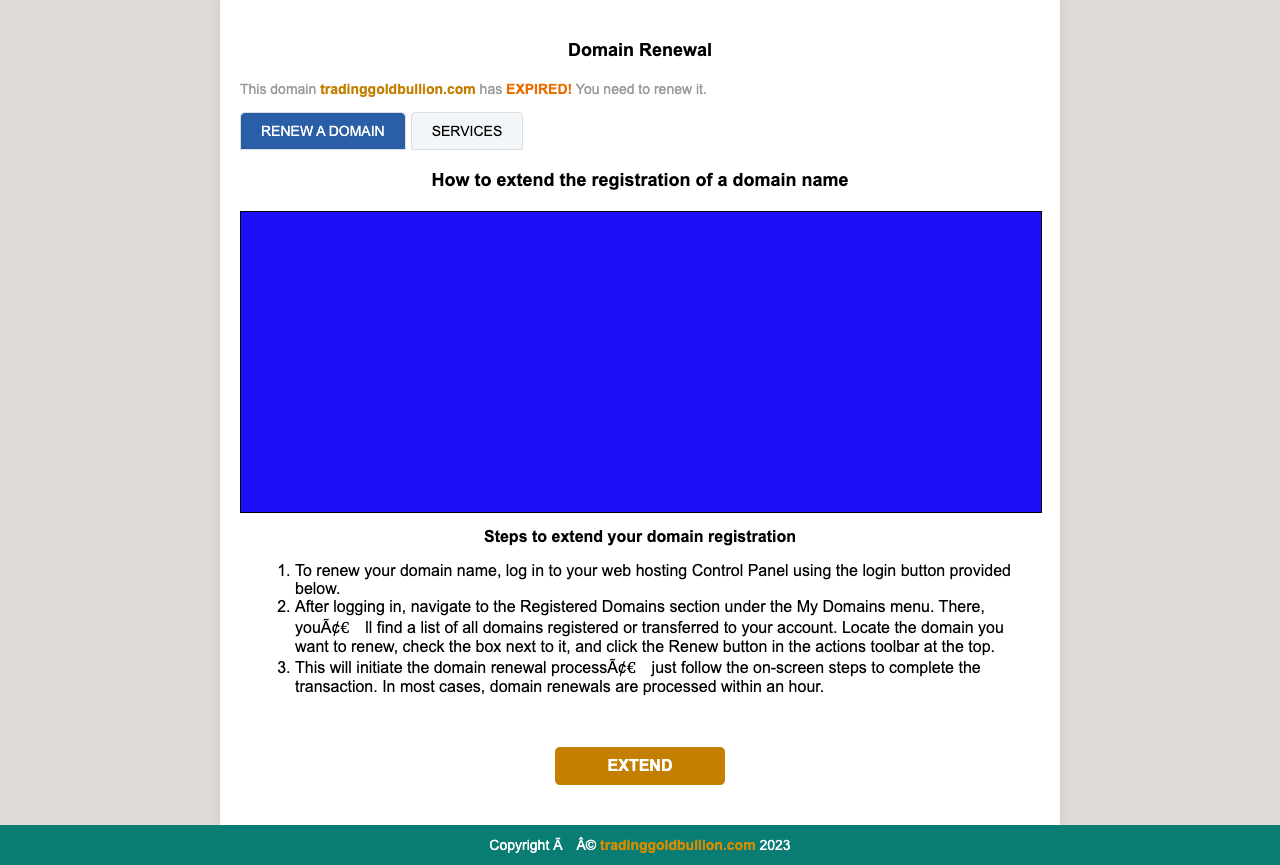 Domain Renewal
This domain tradinggoldbullion.com has EXPIRED! You need to renew it.
RENEW A DOMAIN
SERVICES
How to extend the registration of a domain name
Steps to extend your domain registration
1. To renew your domain name, log in to your web hosting Control Panel using the login button provided
below.
2. After logging in, navigate to the Registered Domains section under the My Domains menu. There,
youÃ¢€ ll find a list of all domains registered or transferred to your account. Locate the domain you
want to renew, check the box next to it, and click the Renew button in the actions toolbar at the top.
3. This will initiate the domain renewal processÃ¢€ just follow the on-screen steps to complete the
transaction. In most cases, domain renewals are processed within an hour.
EXTEND
Copyright Ã Â© tradinggoldbullion.com 2023